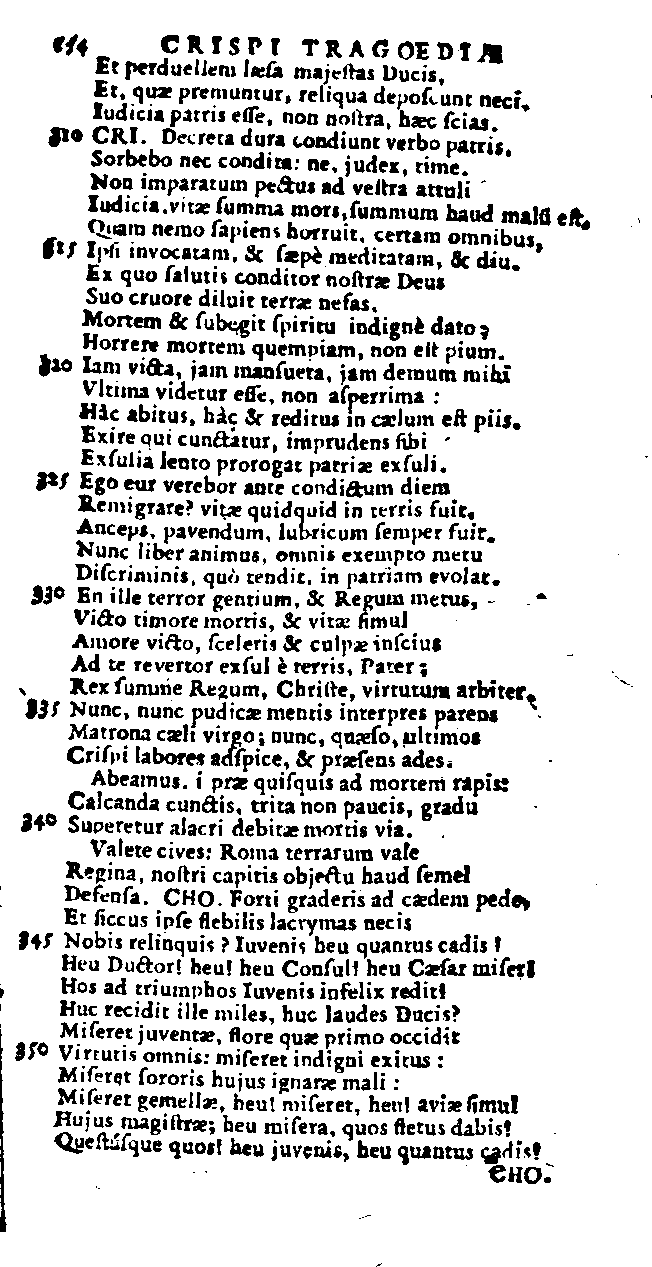 614 CRISPI TRAGOEDIÆ
Et perduellem læſa majeſtas Ducis,
Et, quæ premuntur, reliqua depoſcunt neci.
Iudicia patris eſſe, non noſtra, hæc ſcias.
310 CRI. Decreta dura condiunt verbo patris.
Sorbebo nec condita: ne, judex, time.
Non imparatum pectus ad veſtra attuli
Iudicia. vitæ ſumma mors, ſummum haud malū eſt.
Quam nemo ſapiens horruit, certam omnibus,
815 Ipſi invocatam, & ſæpè meditatam, & diu.
Ex quo ſalutis conditor noſtræ Deus
Suo cruore diluit terræ nefas,
Mortem & ſubegit ſpiritu indignè dato;
Horrere mortem quempiam, non eſt pium.
320 Iam victa, jam manſueta, jam demum mihi
Vltima videtur eſſe, non aſperrima :
Hàc abitus, hàc & reditus in cælum eſt piis.
Exire qui cunctatur, imprudens ſibi
Exſulia lento prorogat patriæ exſuli.
325 Ego eur verebor ante condictum diem
Remigrare? vitæ quidquid in terris fuit,
Anceps, pavendum, lubricum ſemper fuit.
Nunc liber animus, omnis exempto metu
Diſcriminis, quò tendit, in patriam evolat.
330 En ille terror gentium, & Regum metus,
Victo timore mortis, & vitæ ſimul
Amore victo, ſceleris & culpæ inſcius
Ad te revertor exſul è terris, Pater ;
Rex ſumme Regum, Chriſte, virtutum arbiter,
335 Nunc, nunc pudicæ mentis interpres parens
Matrona cæli virgo; nunc, quæſo, ultimos
Criſpi labores adſpice, & præſens ades.
Abeamus. i præ quiſquis ad mortem rapis:
Calcanda cunctis, trita non paucis, gradu
340 Superetur alacri debitæ mortis via.
Valete cives: Roma terrarum vale
Regina, noſtri capitis objectu haud ſemel
Defenſa. CHO. Forti graderis ad cædem pede,
Et ſiccus ipſe flebilis lacrymas necis
345 Nobis relinquis ? Iuvenis heu quantus cadis !
Heu Ductor! heu! heu Conſul! heu Cæſar miſer!
Hos ad triumphos Iuvenis infelix redit!
Huc recidit ille miles, huc laudes Ducis?
Miſeret juventæ, flore quæ primo occidit
350 Virtutis omnis: miſeret indigni exitus :
Miſeret ſororis hujus ignaræ mali :
Miſeret gemellæ, heu! miſeret, heu! aviæ ſimul
Hujus magiſtræ; heu miſera, quos fletus dabis!
Queſtúſque quos! heu juvenis, heu quantus cadis!
CHO.